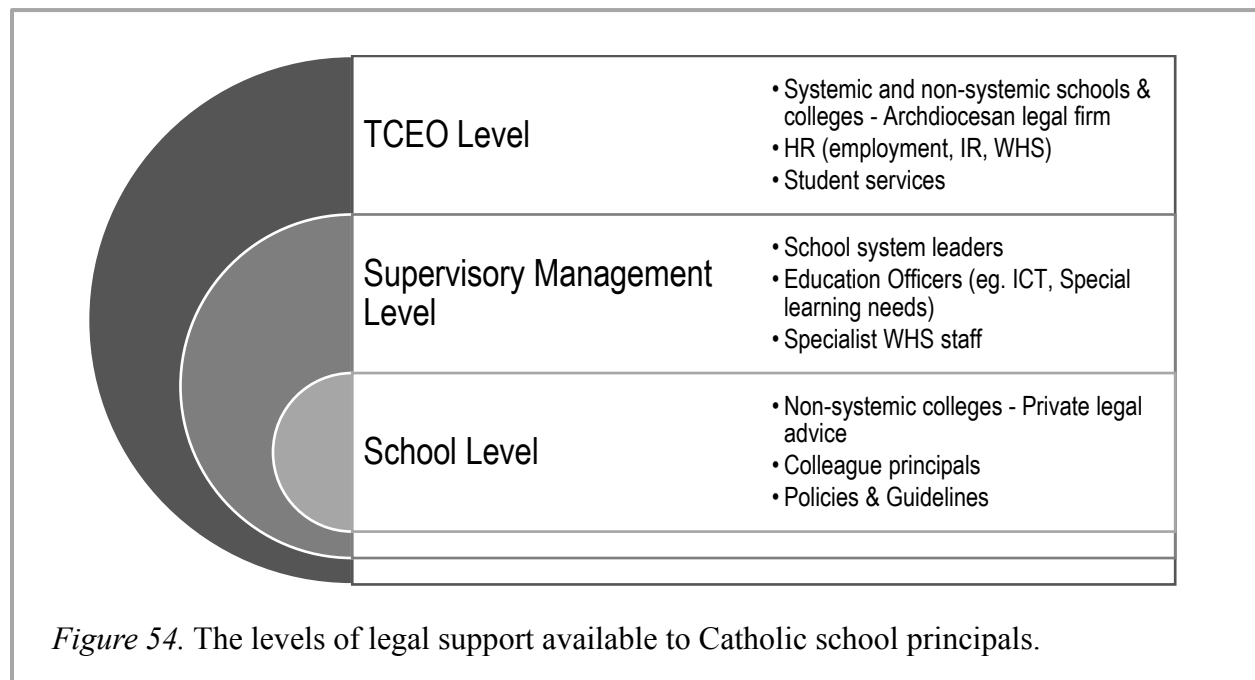 TCEO Level
• Systemic and non-systemic schools &
colleges - Archdiocesan legal firm
• HR (employment, IR, WHS)
• Student services
Supervisory Management
Level
• School system leaders
• Education Officers (eg. ICT, Special
learning needs)
• Specialist WHS staff
School Level
• Non-systemic colleges - Private legal
advice
• Colleague principals
• Policies & Guidelines
Figure 54. The levels of legal support available to Catholic school principals.